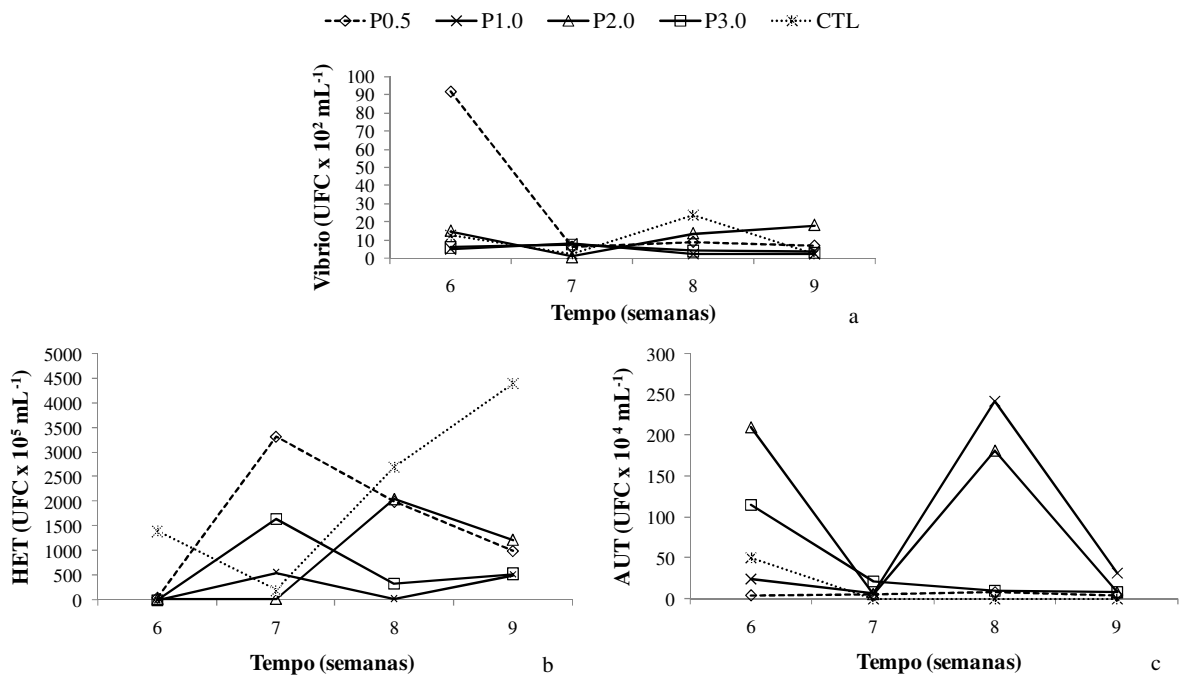 P0.5 P1.0 P2.0 P3.0 CTL
Vibrio (UFC x 10² mL⁻¹)
100
90
80
70
60
50
40
30
20
10
0
6 7 8 9
Tempo (semanas)
a
HET (UFC x 10⁵ mL⁻¹)
5000
4500
4000
3500
3000
2500
2000
1500
1000
500
0
6 7 8 9
Tempo (semanas)
b
AUT (UFC x 10⁴ mL⁻¹)
300
250
200
150
100
50
0
6 7 8 9
Tempo (semanas)
c